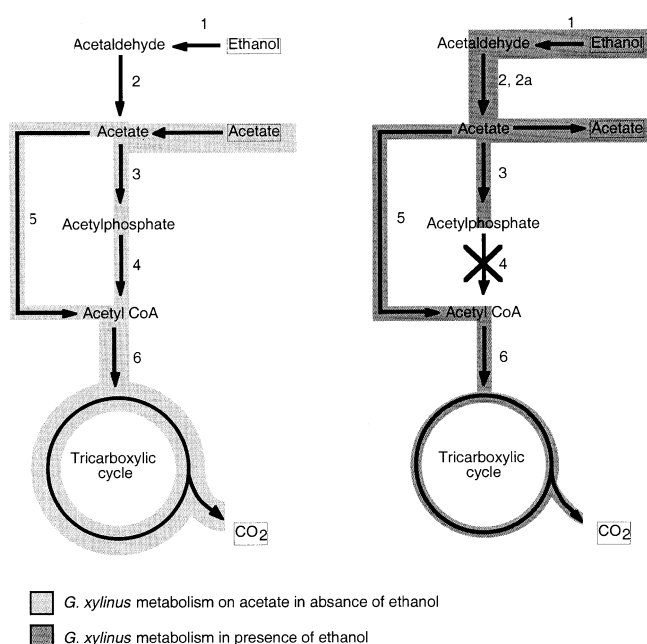 1
Acetaldehyde
Ethanol
2
Acetate
Acetate
3
5
Acetylphosphate
4
Acetyl CoA
6
Tricarboxylic
cycle
CO2
1
Acetaldehyde
Ethanol
2, 2a
Acetate
Acetate
3
5
Acetylphosphate
4
Acetyl CoA
6
Tricarboxylic
cycle
CO2
G. xylinus metabolism on acetate in absence of ethanol
G. xylinus metabolism in presence of ethanol